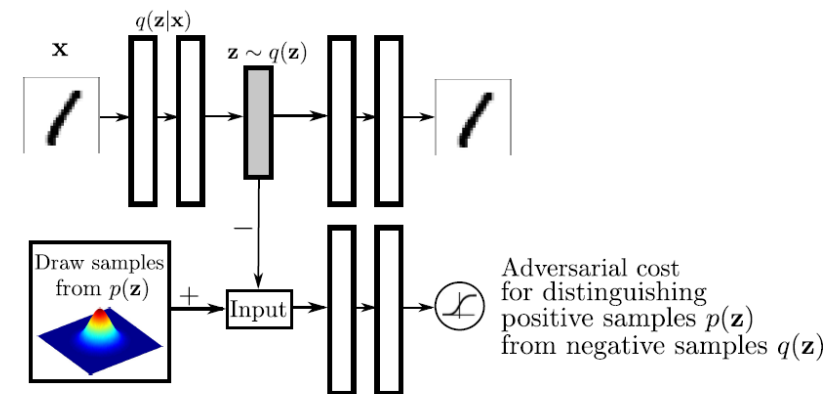 q(z|x)
x
z ∼ q(z)
−
Draw samples
from p(z)
+
Input
Adversarial cost
for distinguishing
positive samples p(z)
from negative samples q(z)